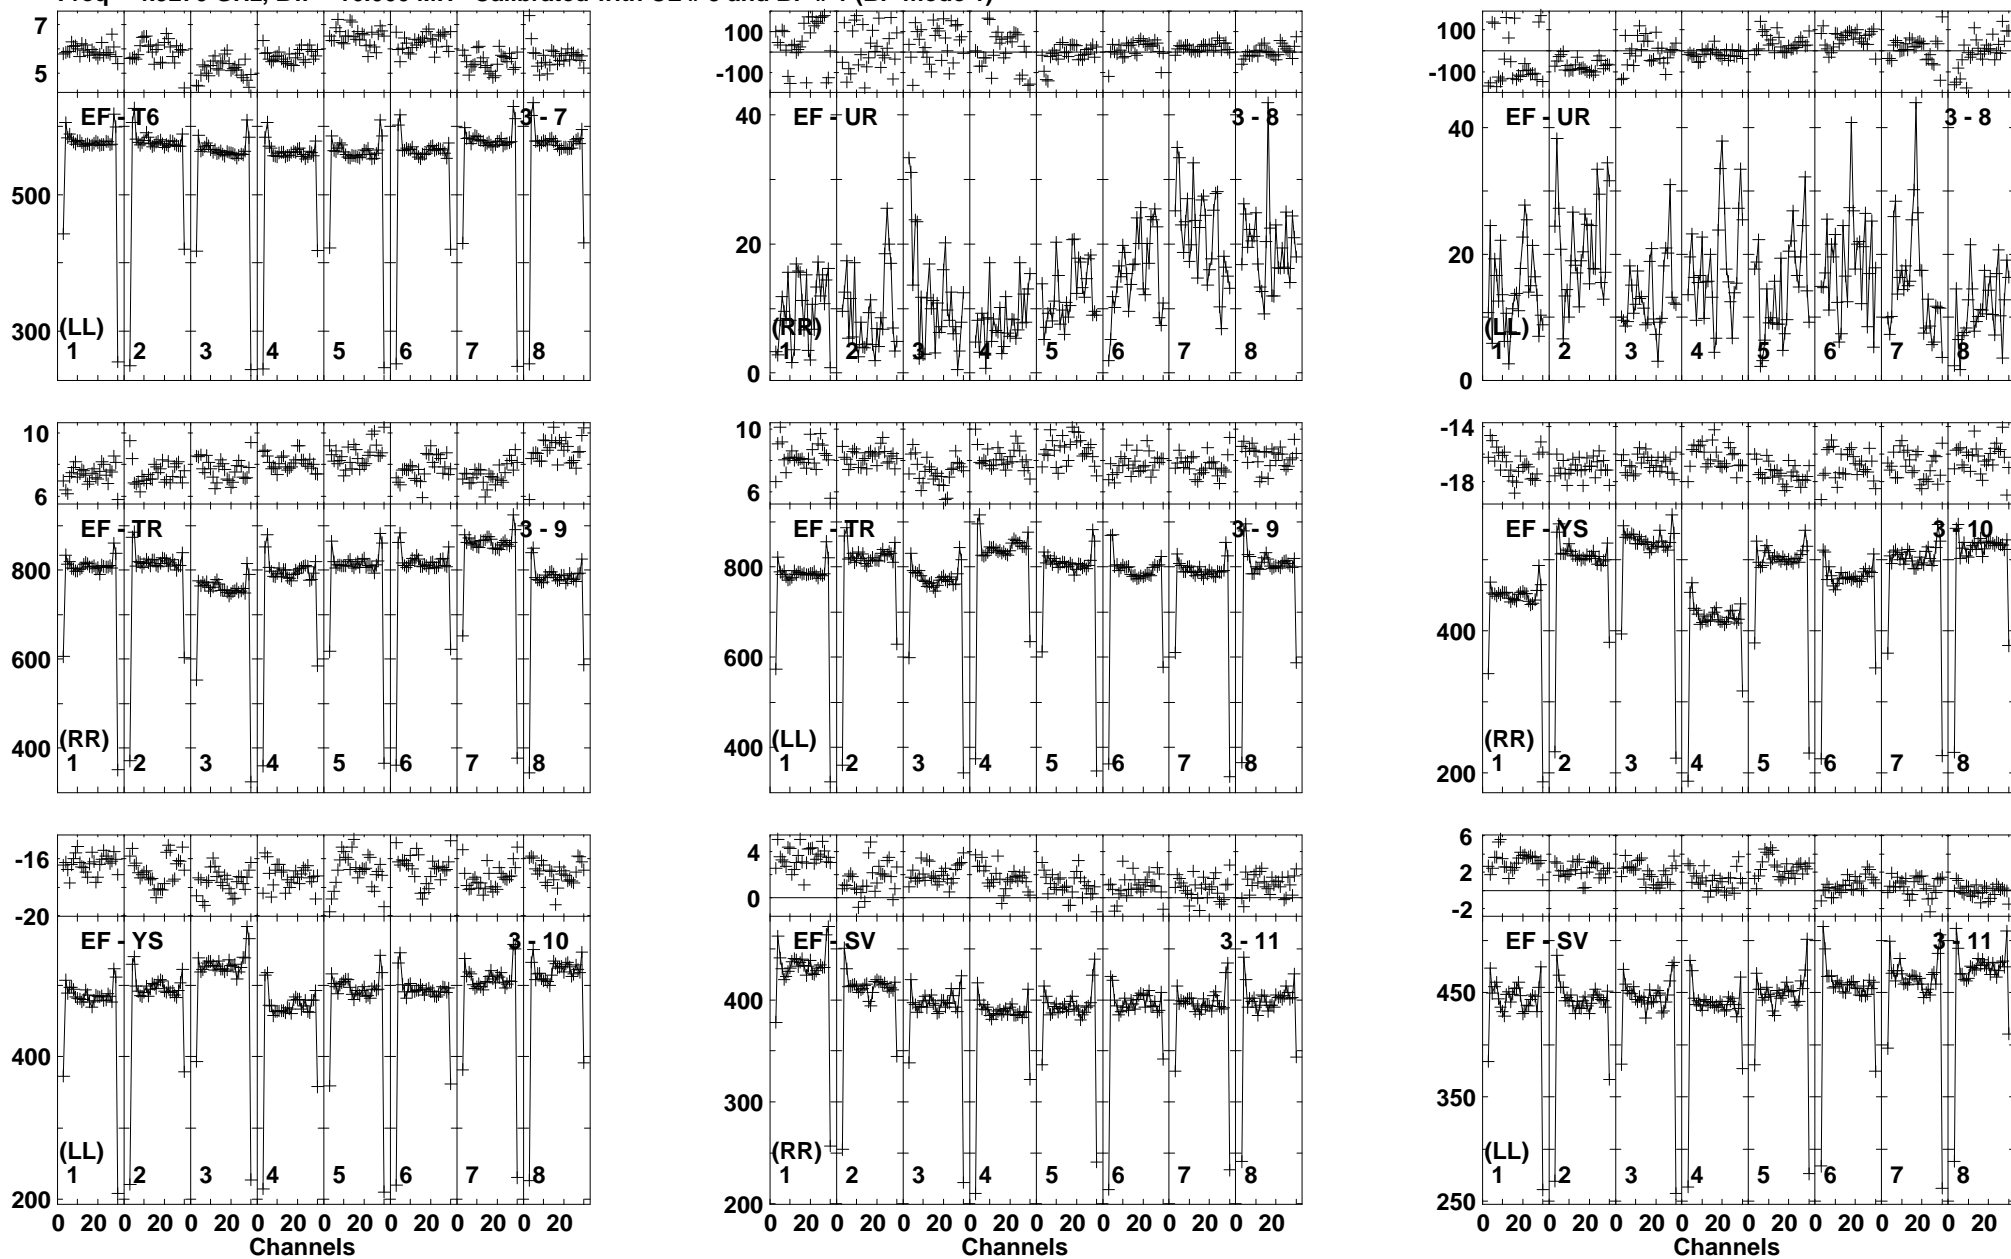 7 5 100 -100 100 -100
EF - T6 3 - 7 EF - UR 3 - 8 EF - UR 3 - 8
500 300 40 20 0 40 20 0
(LL) (RR) (LL)
1 2 3 4 5 6 7 8 1 2 3 4 5 6 7 8 1 2 3 4 5 6 7 8
10 6 10 6 -14 -18
EF - TR 3 - 9 EF - TR 3 - 9 EF - YS 3 - 10
800 600 400 800 600 400 400 200
(RR) (LL) (RR)
1 2 3 4 5 6 7 8 1 2 3 4 5 6 7 8 1 2 3 4 5 6 7 8
-16 -20 4 0 6 2 -2
EF - YS 3 - 10 EF - SV 3 - 11 EF - SV 3 - 11
400 200 400 300 200 450 350 250
(LL) (RR) (LL)
1 2 3 4 5 6 7 8 1 2 3 4 5 6 7 8 1 2 3 4 5 6 7 8
0 20 0 20 0 20 0 20 0 20 0 20 0 20 0 20 0 20 0 20 0 20 0 20 0 20 0 20 0 20 0 20 0 20 0 20 0 20 0 20 0 20 0 20 0 20 0 20
Channels Channels Channels